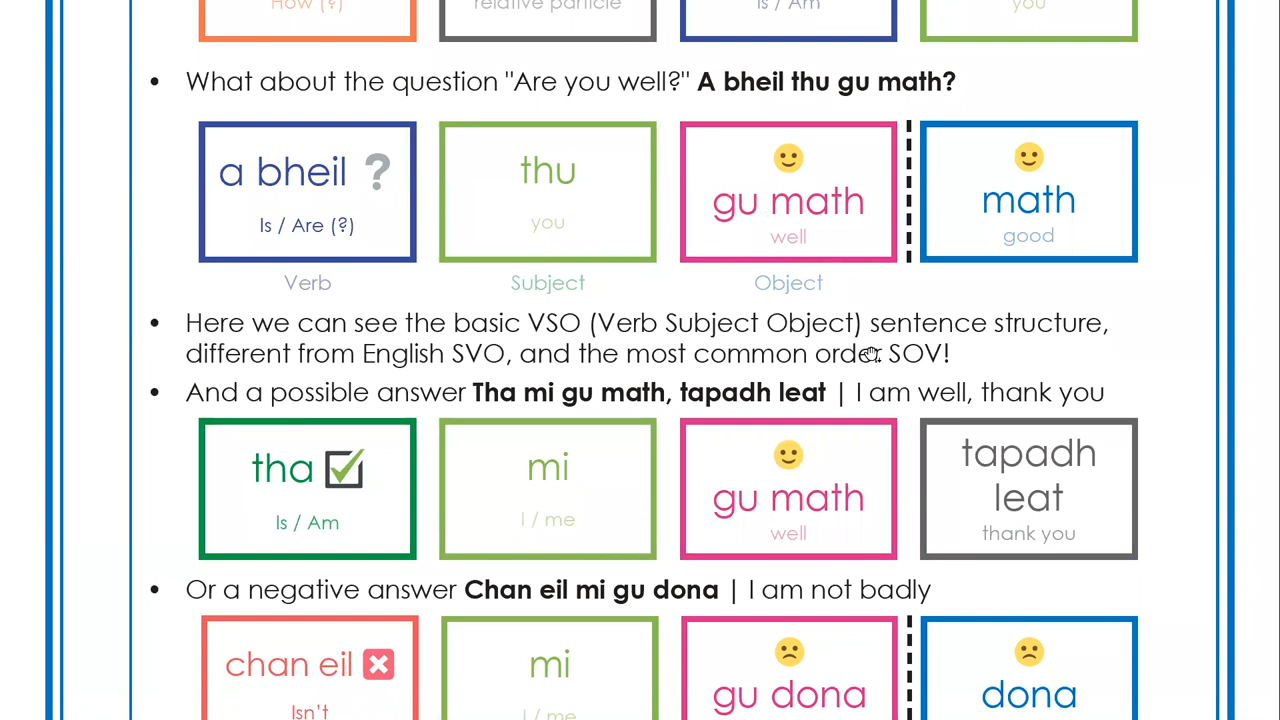 How (?) relative particle Is / Am you
• What about the question "Are you well?" A bheil thu gu math?
a bheil ? thu gu math math
Is / Are (?) you well good
Verb Subject Object
• Here we can see the basic VSO (Verb Subject Object) sentence structure,
different from English SVO, and the most common order SOV!
• And a possible answer Tha mi gu math, tapadh leat | I am well, thank you
tha mi gu math tapadh leat
Is / Am I / me well thank you
• Or a negative answer Chan eil mi gu dona | I am not badly
chan eil mi gu dona dona
Isn't I / me